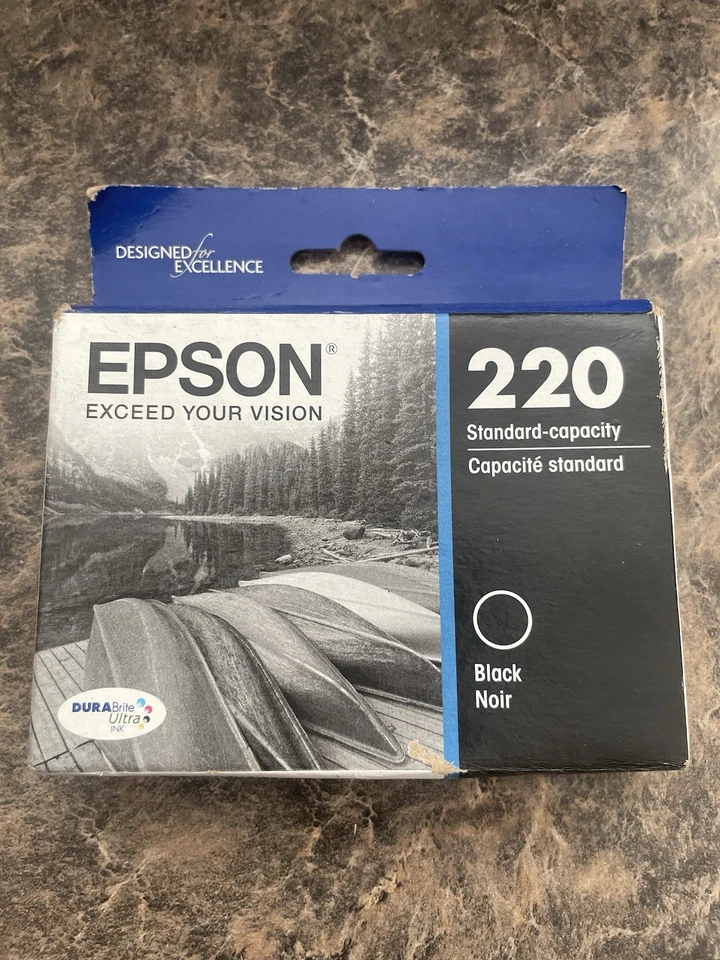 DESIGNED for
EXCELLENCE
EPSON®
EXCEED YOUR VISION
220
Standard-capacity
Capacité standard
Black
Noir
DURABrite
Ultra
INK